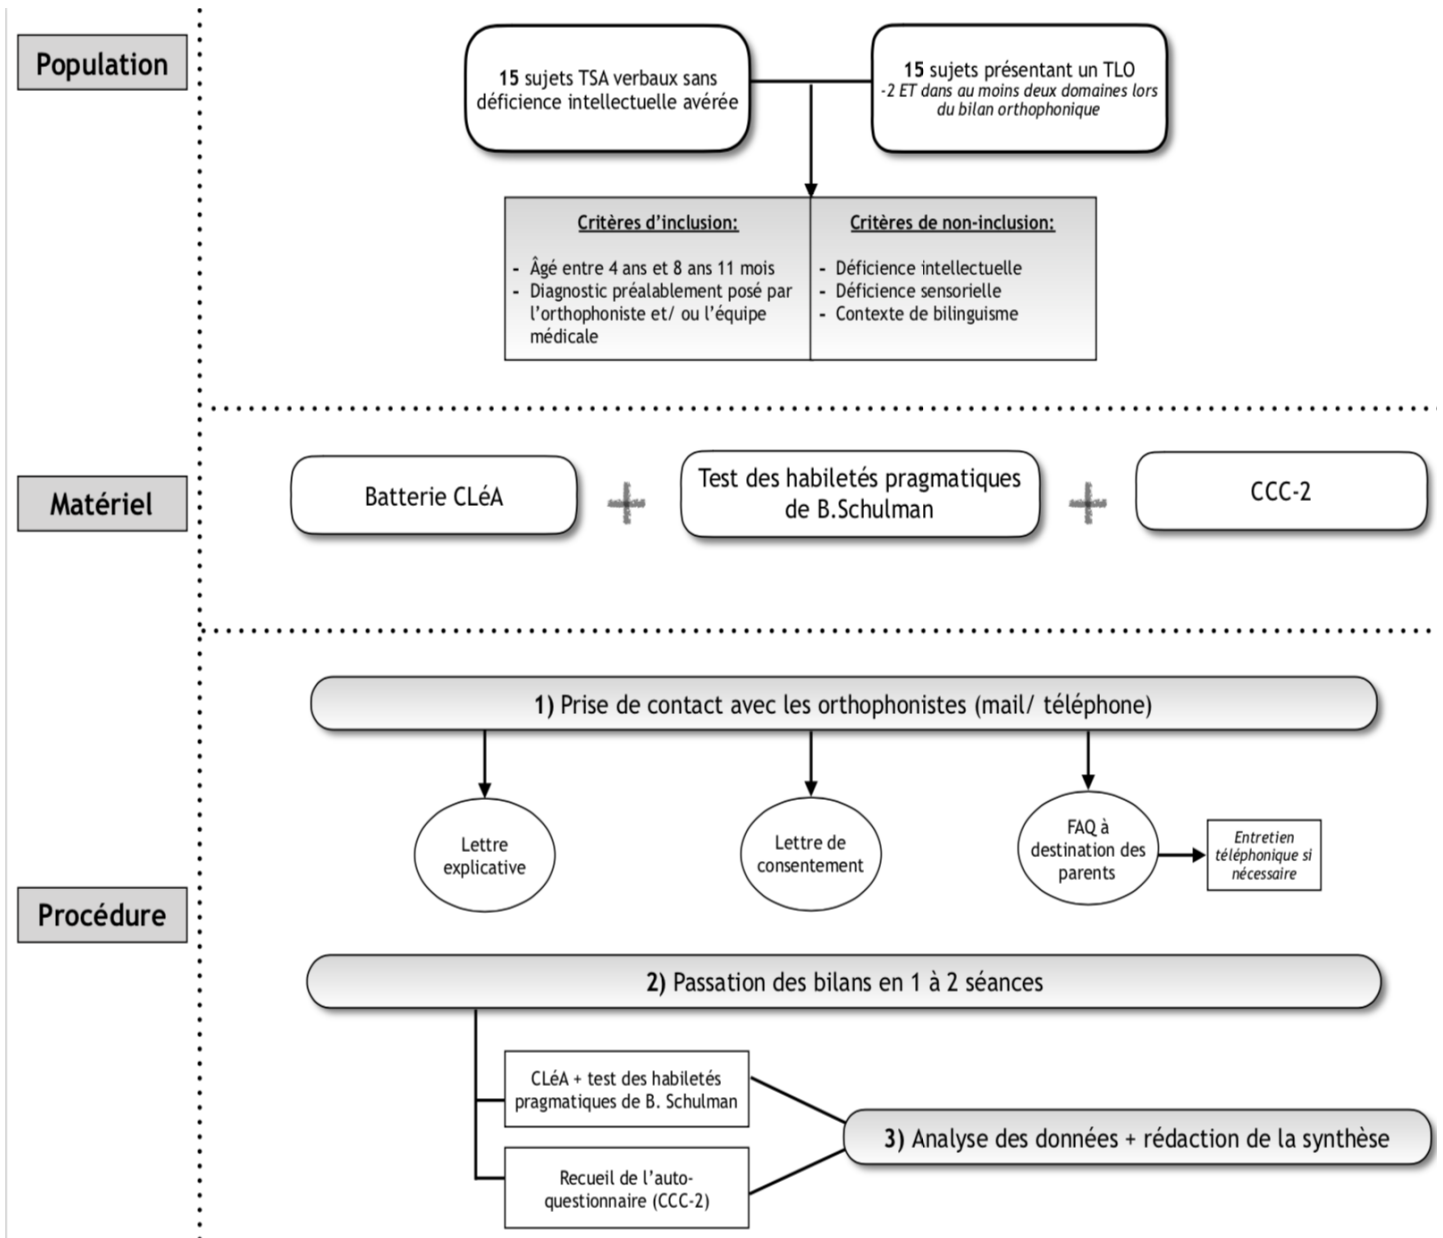 Population
15 sujets TSA verbaux sans
déficience intellectuelle avérée
15 sujets présentant un TLO
-2 ET dans au moins deux domaines lors
du bilan orthophonique
Critères d'inclusion:
- Âgé entre 4 ans et 8 ans 11 mois
- Diagnostic préalablement posé par
l'orthophoniste et/ ou l'équipe
médicale
Critères de non-inclusion:
- Déficience intellectuelle
- Déficience sensorielle
- Contexte de bilinguisme
Matériel
Batterie CLéA
+
Test des habiletés pragmatiques
de B.Schulman
+
CCC-2
Procédure
1) Prise de contact avec les orthophonistes (mail/ téléphone)
Lettre
explicative
Lettre de
consentement
FAQ à
destination des
parents
Entretien
téléphonique si
nécessaire
2) Passation des bilans en 1 à 2 séances
CLéA + test des habiletés
pragmatiques de B. Schulman
Recueil de l'auto-
questionnaire (CCC-2)
3) Analyse des données + rédaction de la synthèse